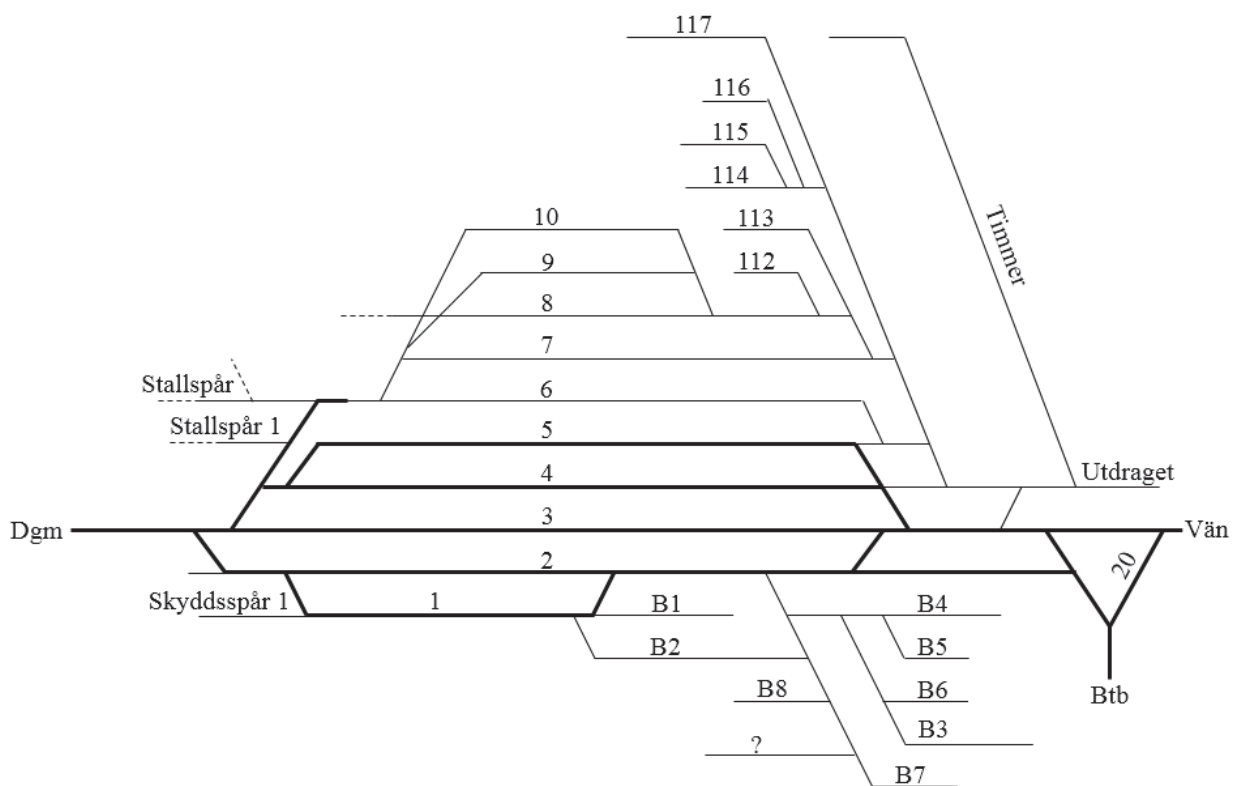 117
116
115
114
10
113
9
112
8
7
Timmer
Stallspår
6
Stallspår 1
5
4
Utdraget
Dgm
3
Vän
2
20
Skyddsspår 1
1
B1
B4
B2
B5
B8
B6
Btb
B3
?
B7